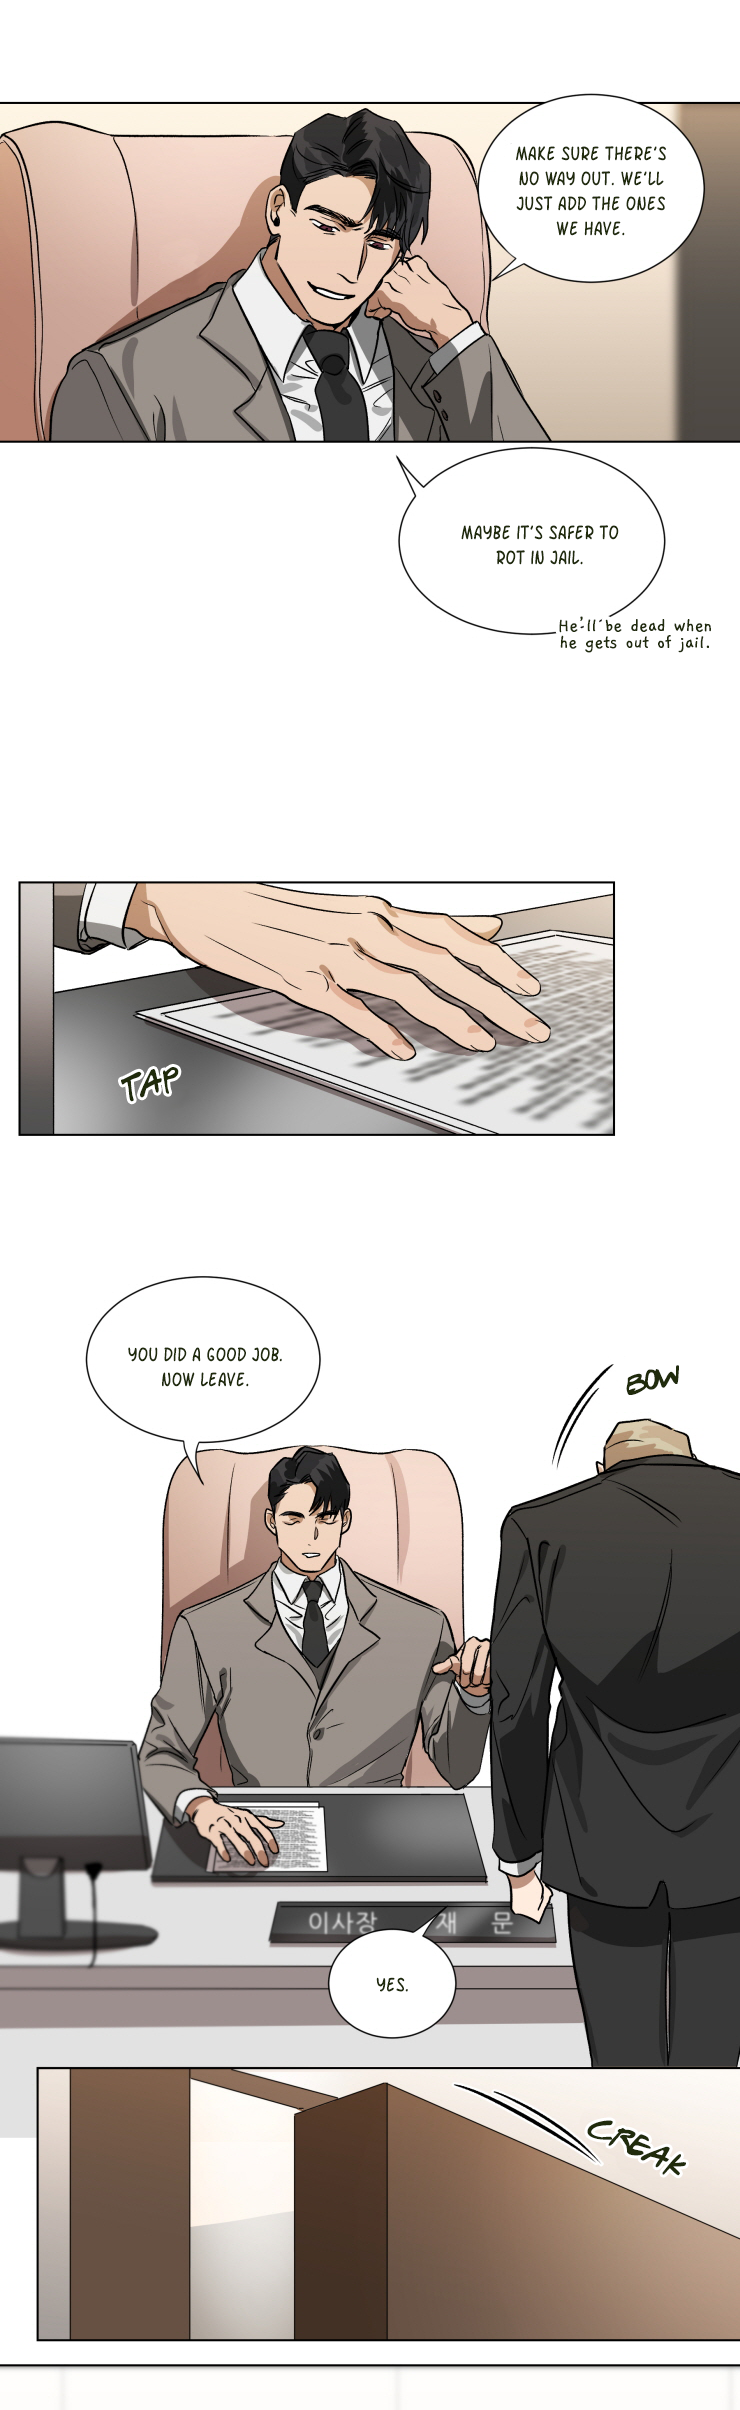 MAKE SURE THERE'S
NO WAY OUT. WE'LL
JUST ADD THE ONES
WE HAVE.
MAYBE IT'S SAFER TO
ROT IN JAIL.
He'll be dead when
he gets out of jail.
TAP
YOU DID A GOOD JOB.
NOW LEAVE.
BOW
이사장 재 문
YES.
CREAK